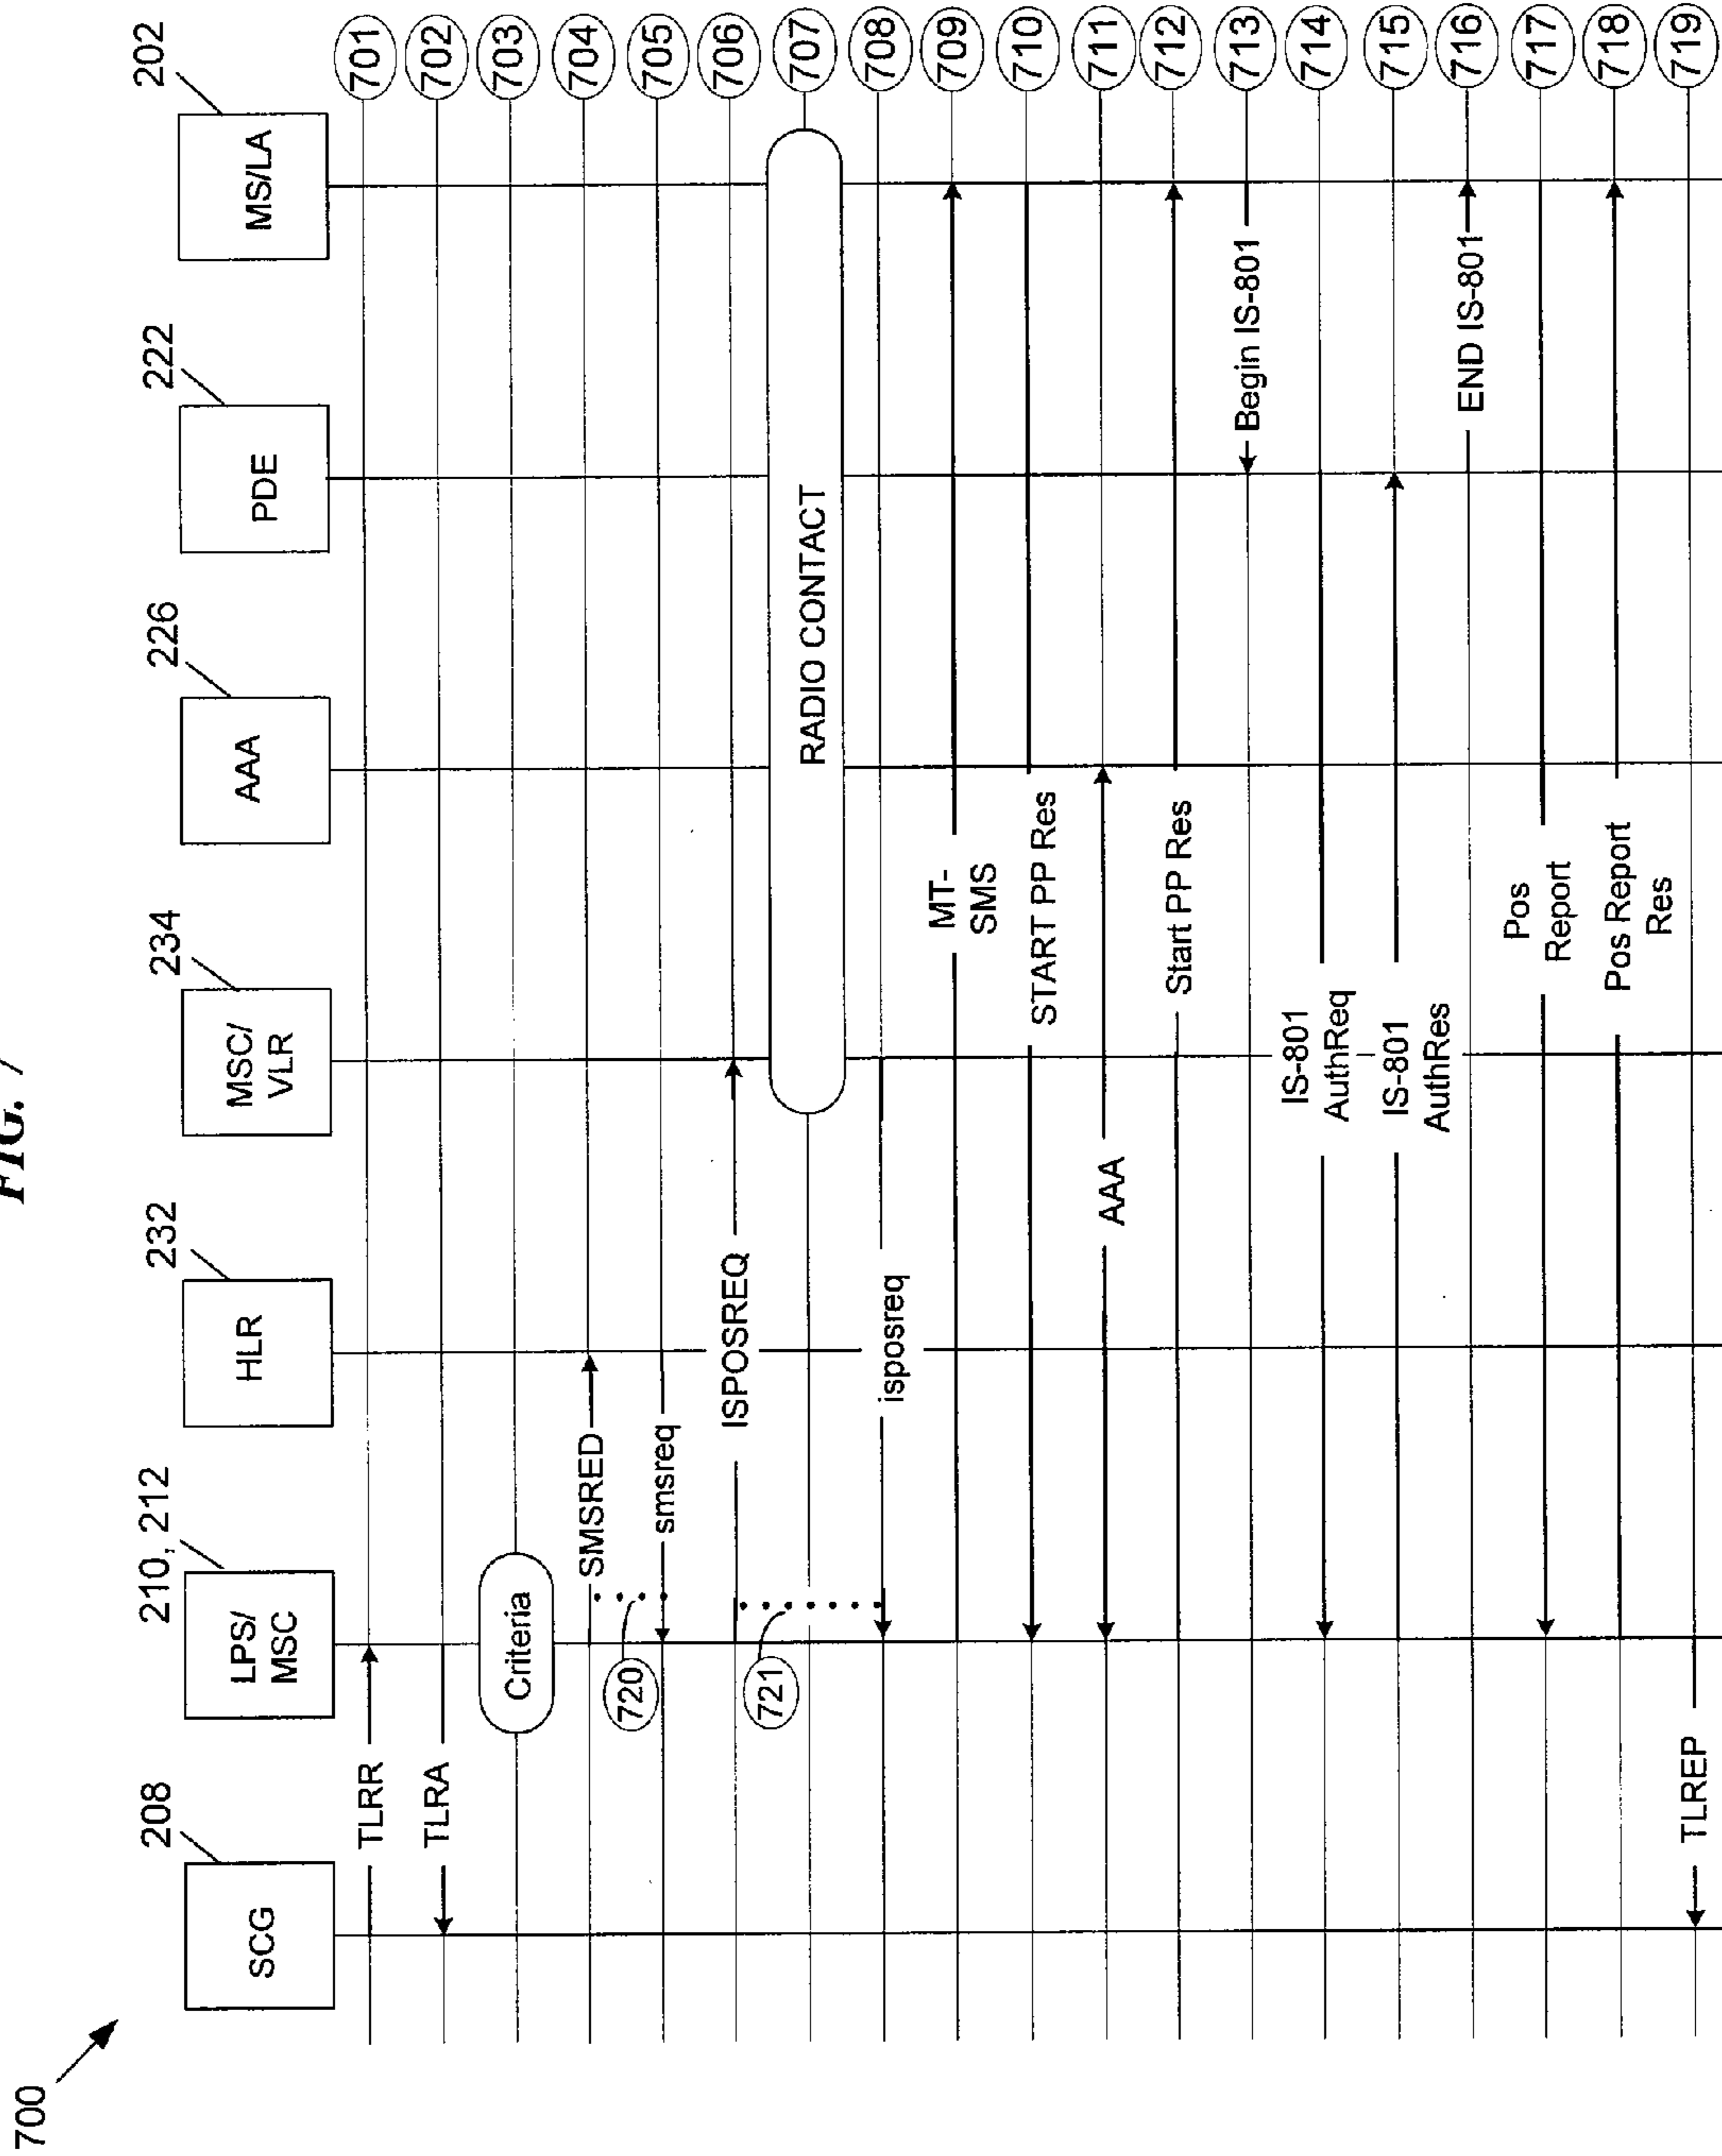 FIG. 7
700
208
210, 212
232
234
226
222
202
SCG
LPS/
MSC
HLR
MSC/
VLR
AAA
PDE
MS/LA
TLRR
701
TLRA
702
Criteria
703
SMSRED
704
720
smsreq
705
ISPOSREQ
706
721
RADIO CONTACT
707
isposreq
708
MT-
SMS
709
START PP Res
710
AAA
711
Start PP Res
712
Begin IS-801
713
IS-801
AuthReq
714
IS-801
AuthRes
715
END IS-801
716
Pos
Report
717
Pos Report
Res
718
TLREP
719